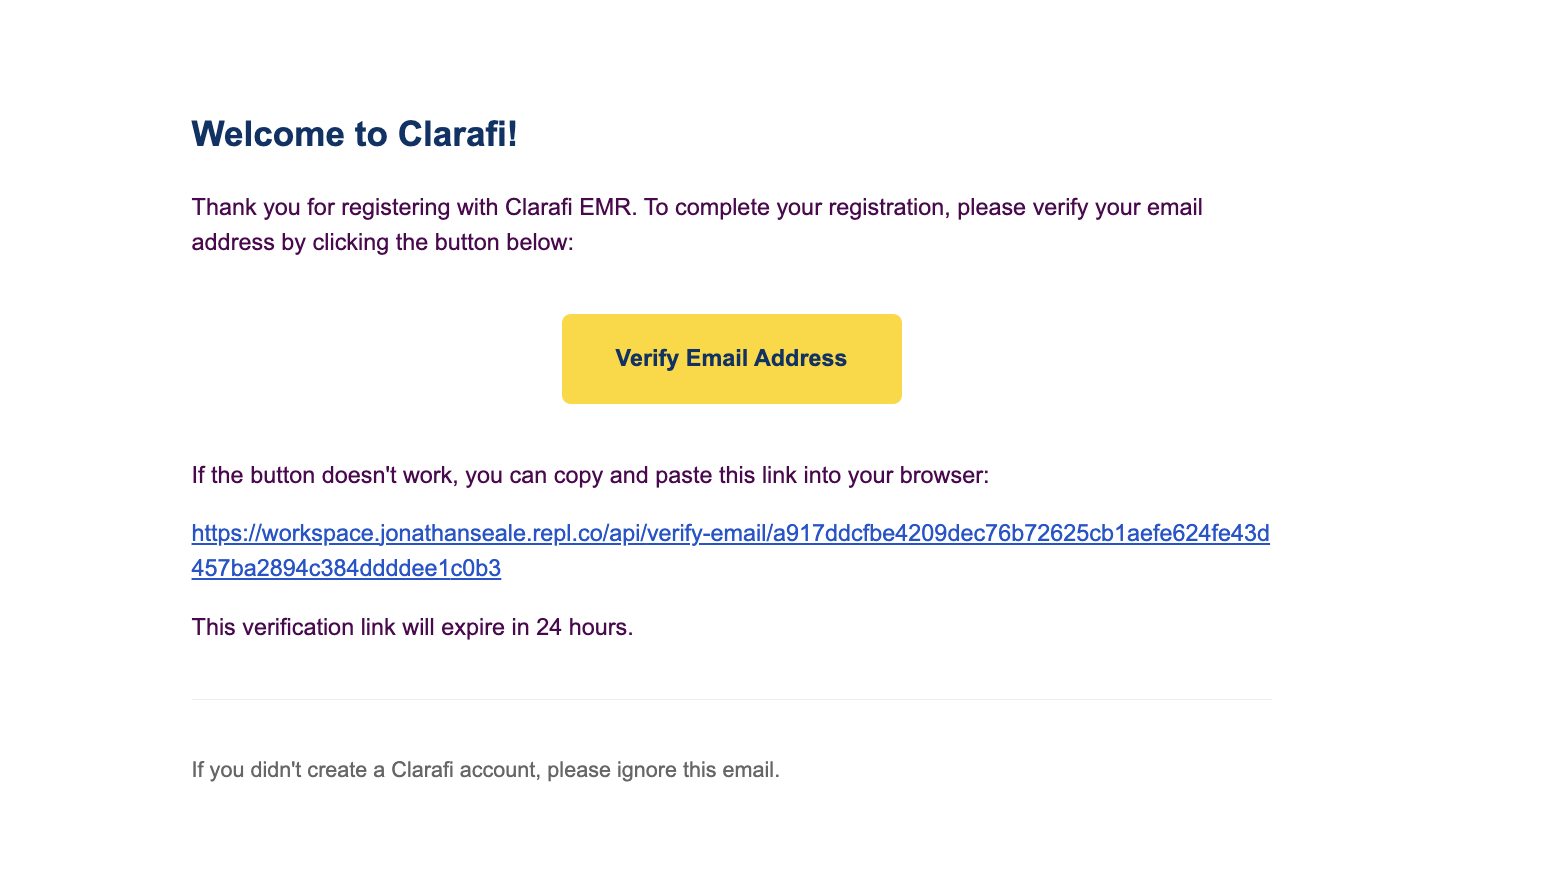 Welcome to Clarafi!
Thank you for registering with Clarafi EMR. To complete your registration, please verify your email
address by clicking the button below:
Verify Email Address
If the button doesn't work, you can copy and paste this link into your browser:
https://workspace.jonathanseale.repl.co/api/verify-email/a917ddcfbe4209dec76b72625cb1aefe624fe43d
457ba2894c384ddddee1c0b3
This verification link will expire in 24 hours.
If you didn't create a Clarafi account, please ignore this email.